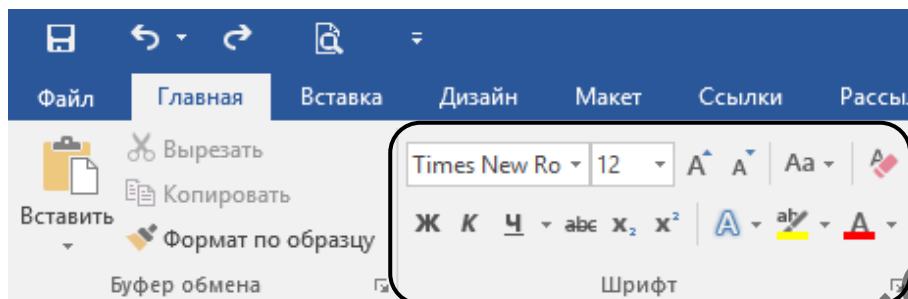 Файл Главная Вставка Дизайн Макет Ссылки Рассы
Вырезать
Times New Ro 12 A A Aa
Копировать
Вставить
Ж К Ч abc X₂ X² A ab A
Формат по образцу
Буфер обмена Шрифт